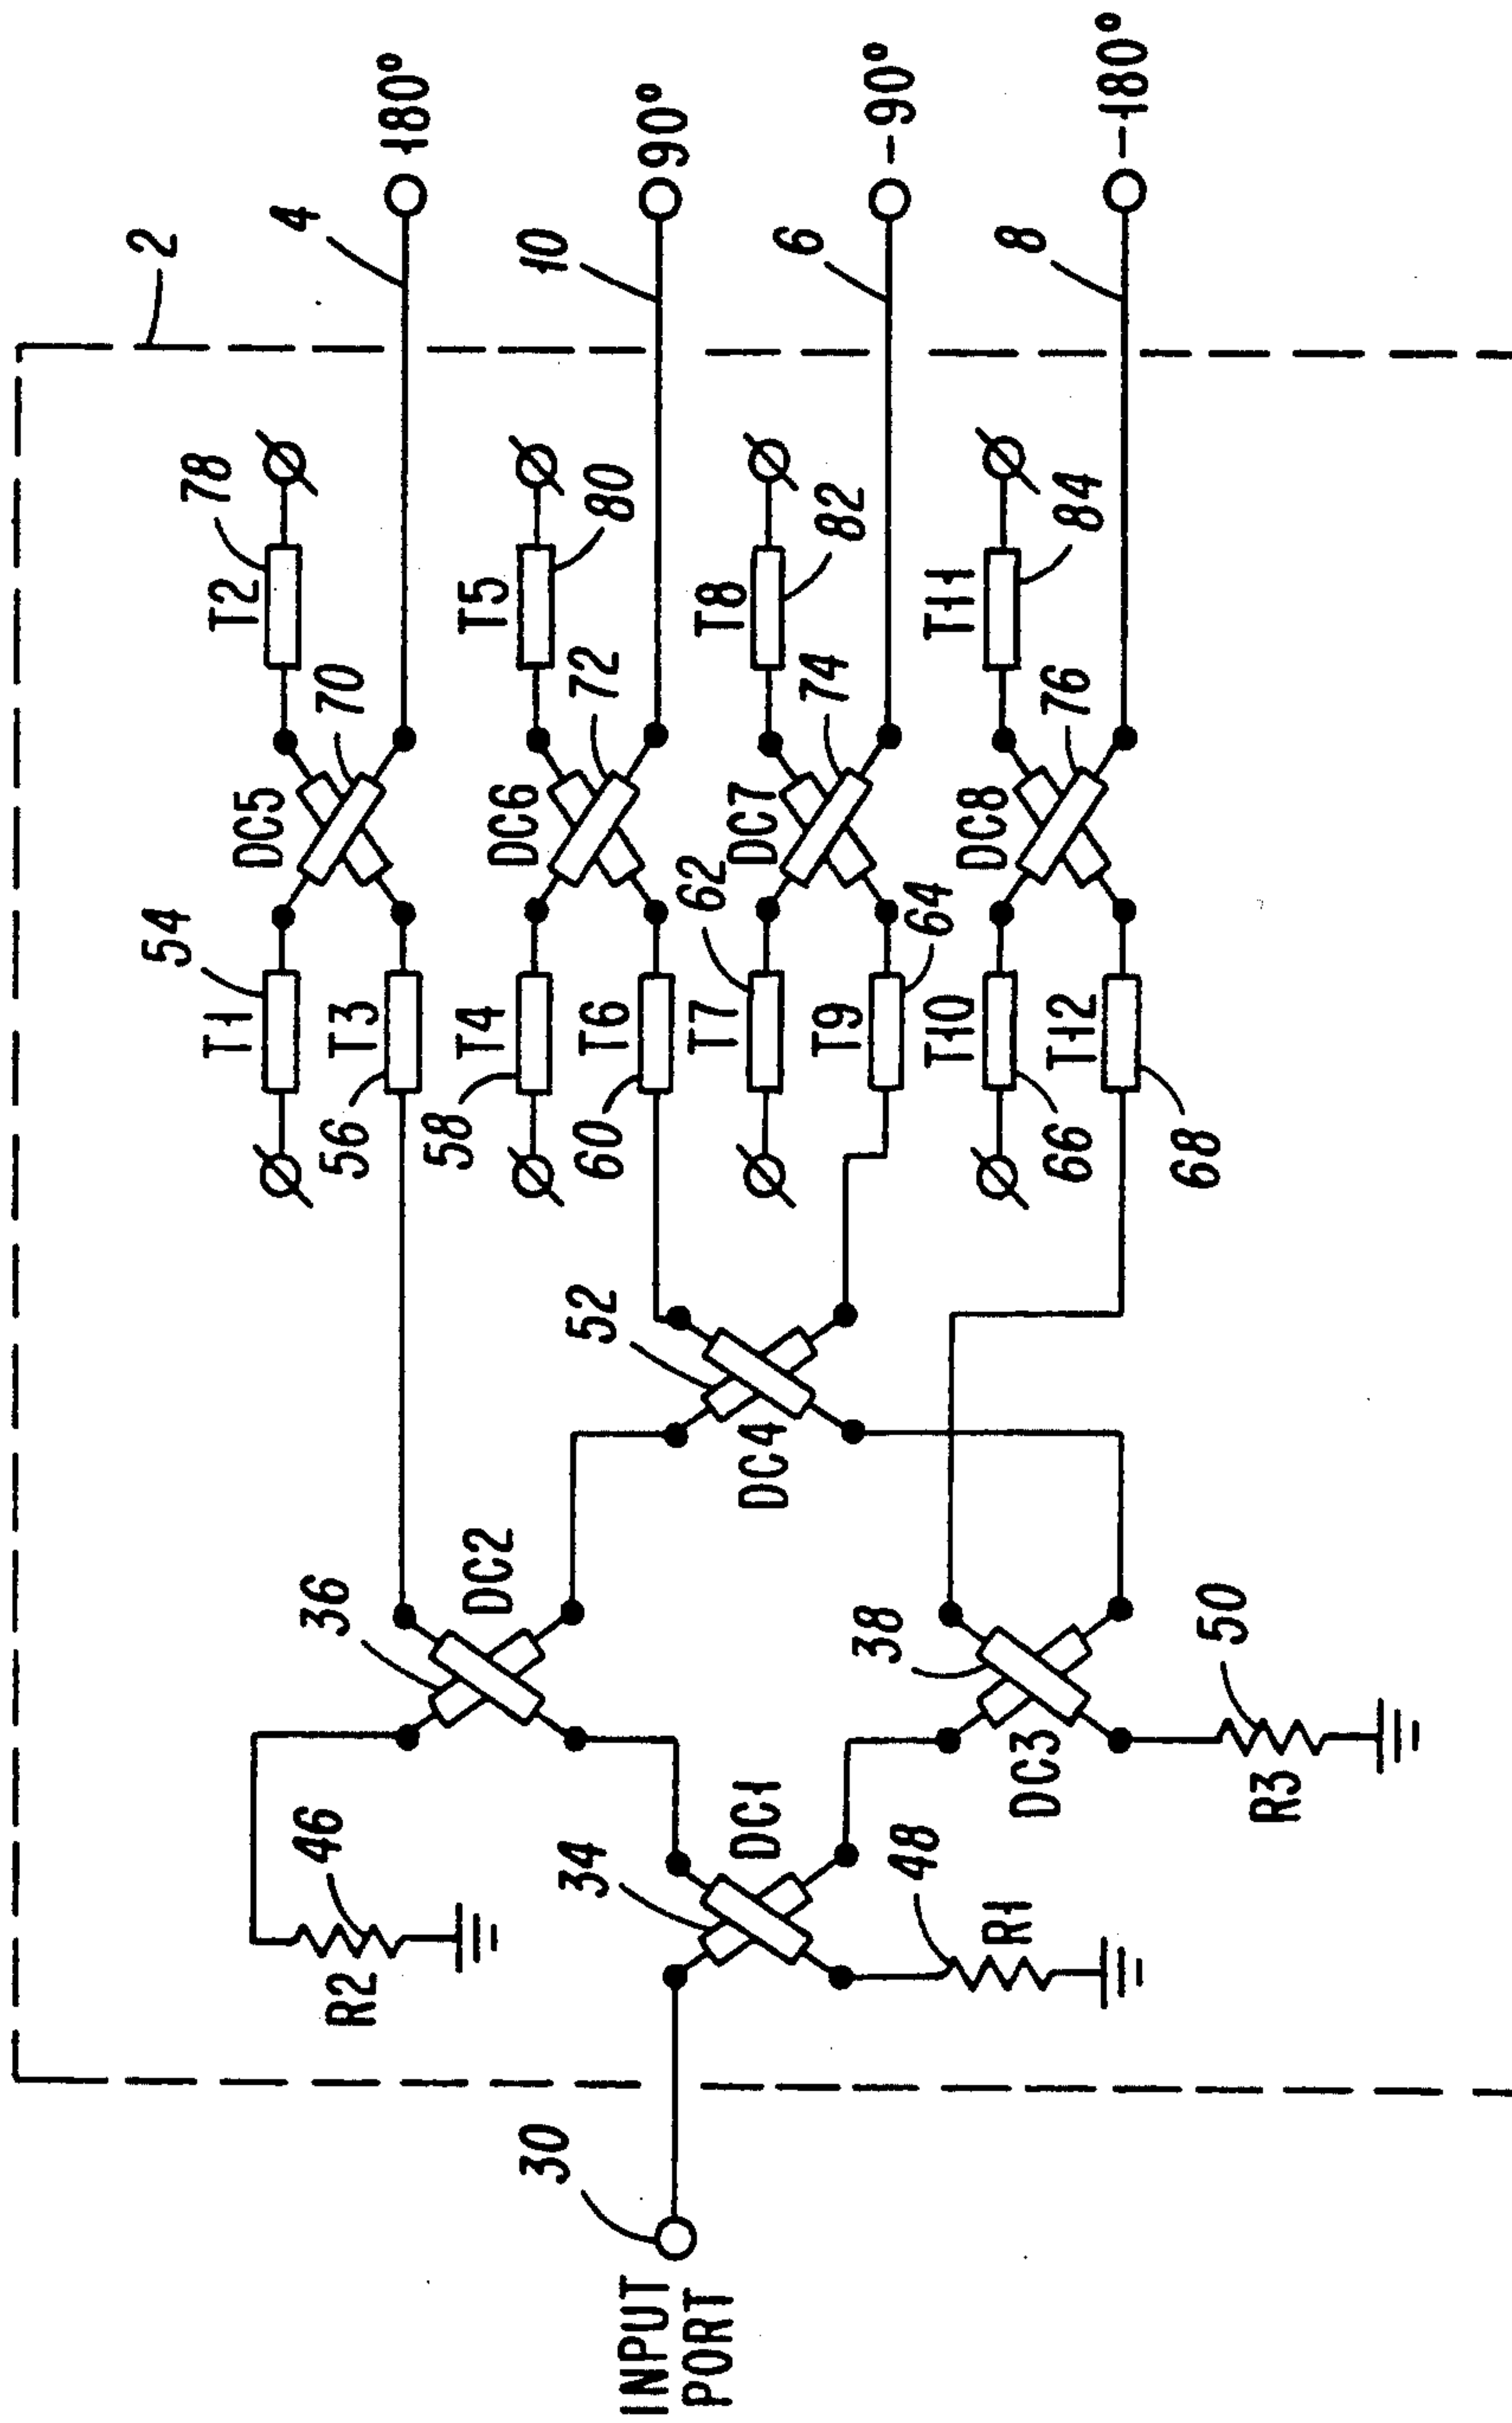 2
54 78
T1 T2
DC5
4
46 36 56 70
R2 T3 180°
58
T4 T5
DC2 DC6
30 10
34 52 60 72 80
T6
INPUT
PORT
90°
62
T7 T8
DC1 DC4 DC7
6
74 82
T9
48 38 64
-90°
T10 T11
DC8
R1 8
DC3 66 76 84
T12
-180°
50 68
R3